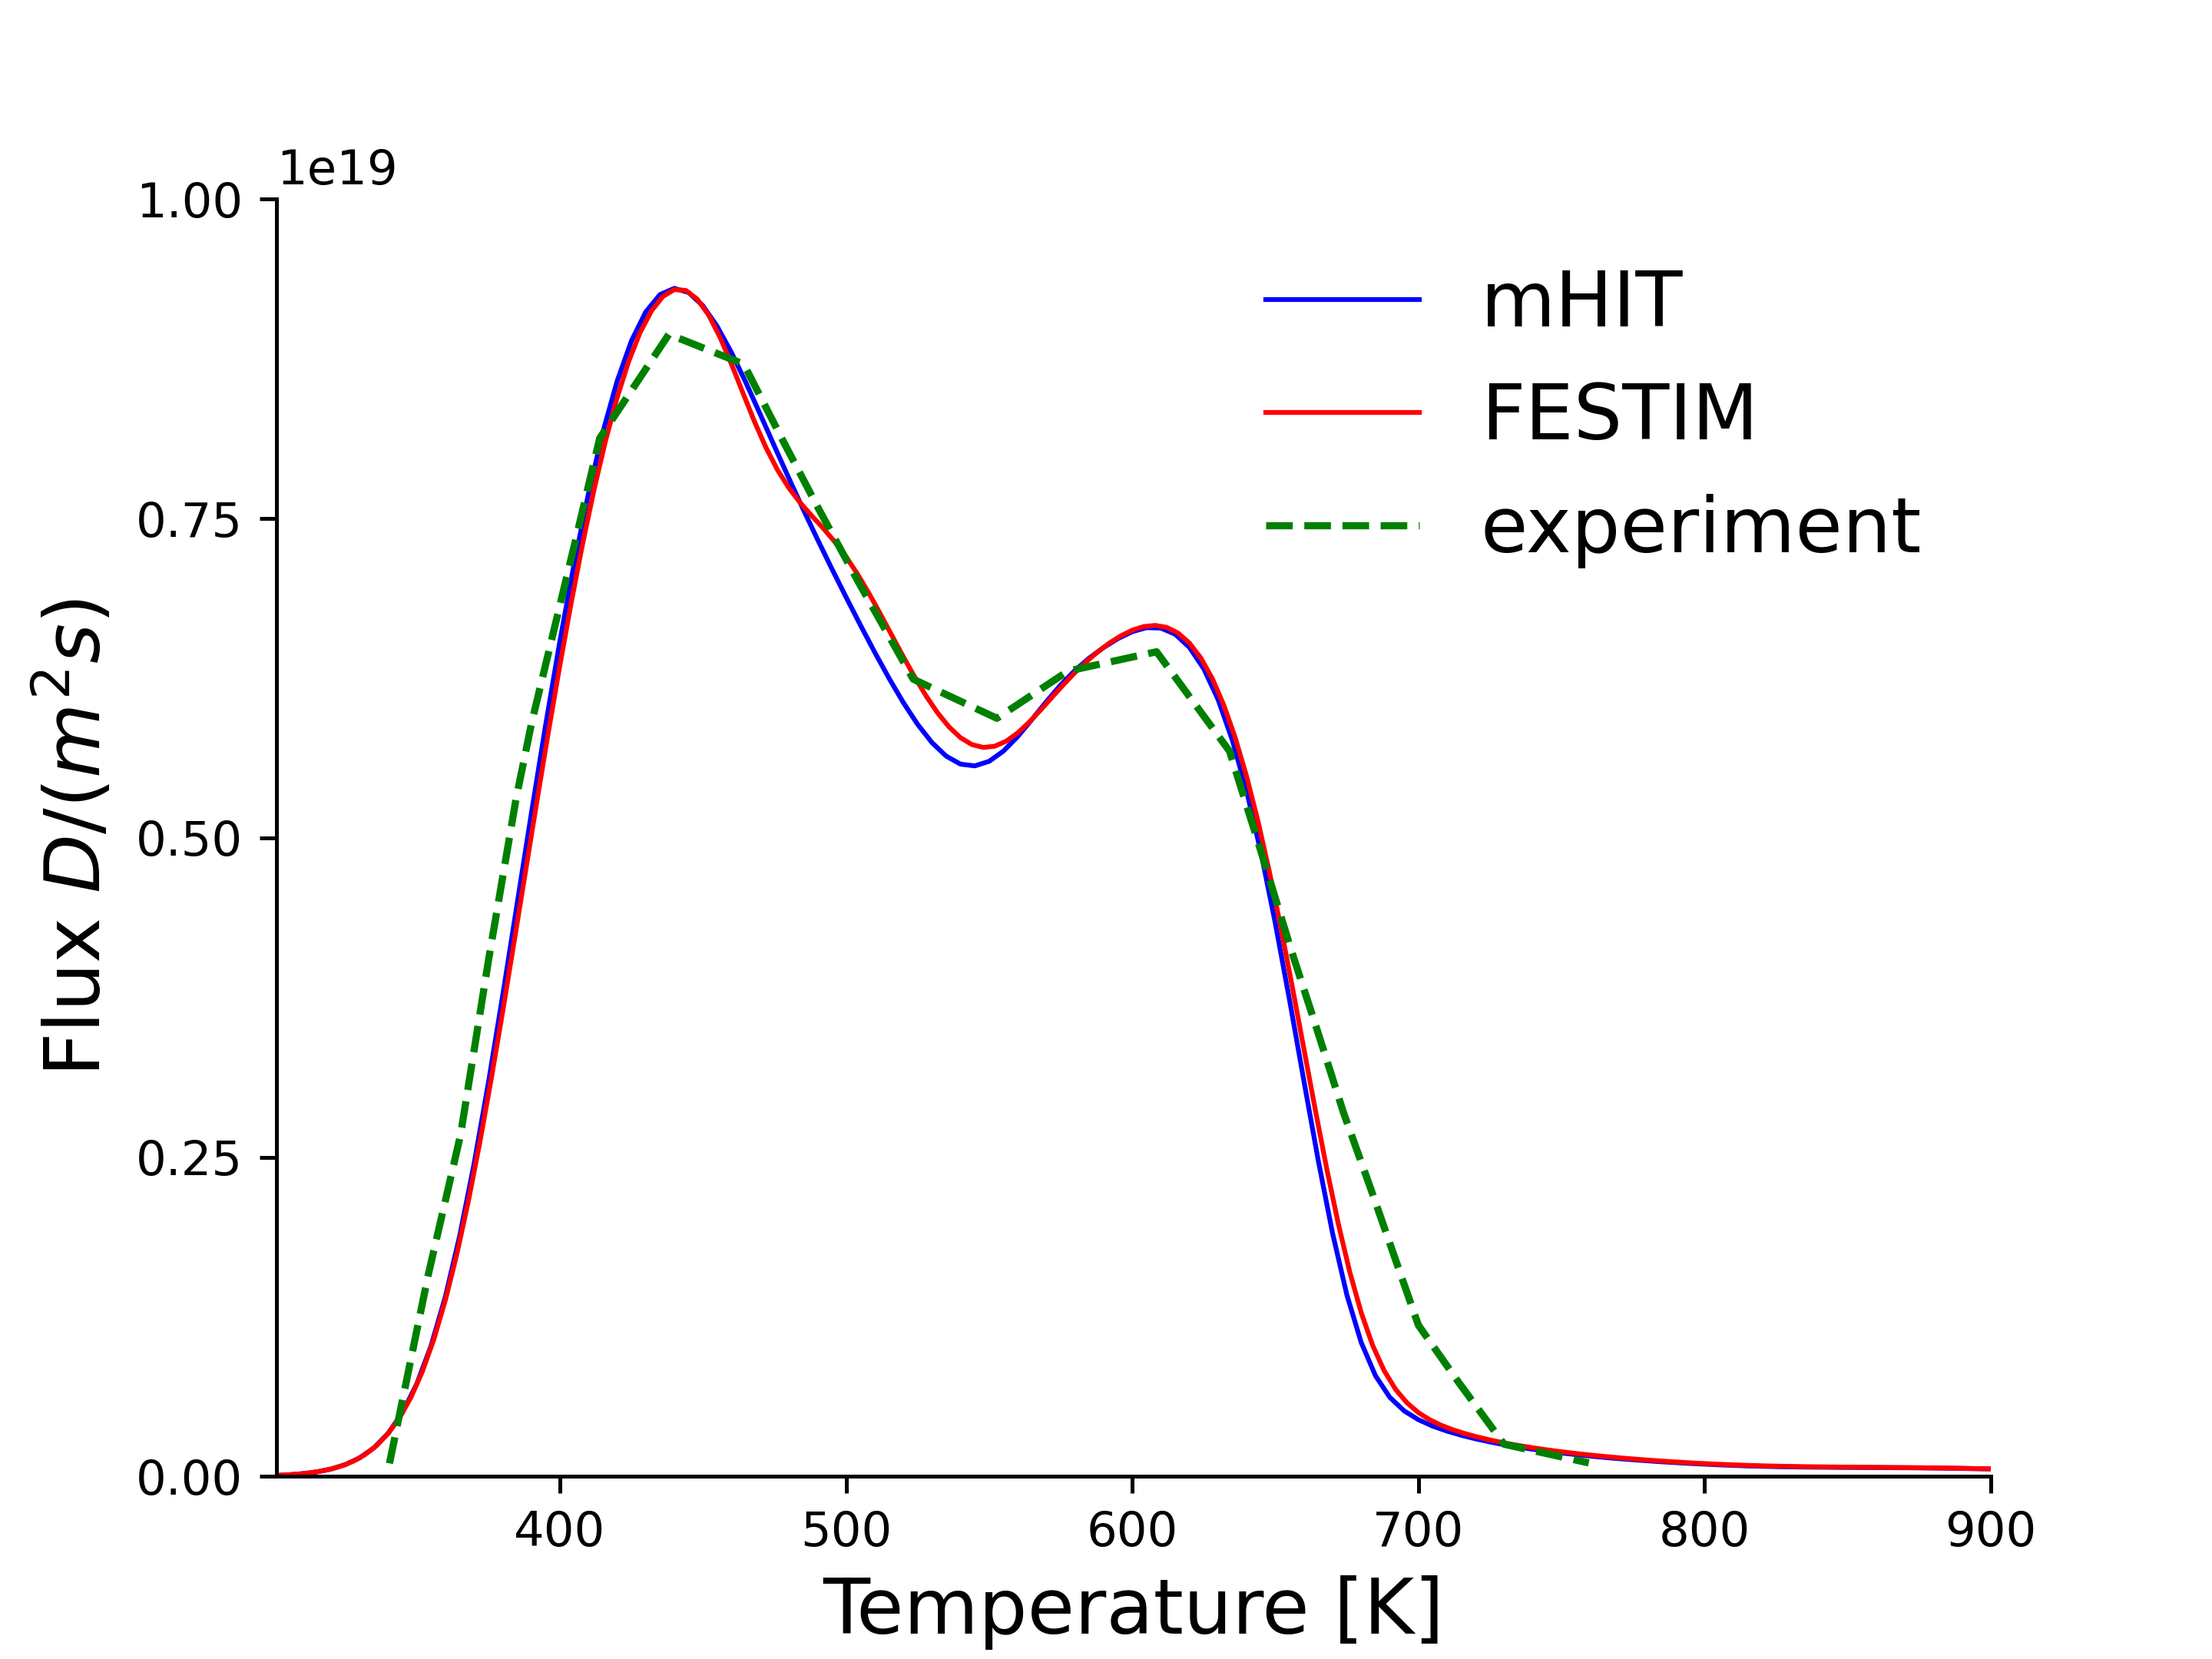 1e19
1.00
0.75
0.50
0.25
0.00
Flux D/(m²s)
mHIT
FESTIM
experiment
400 500 600 700 800 900
Temperature [K]